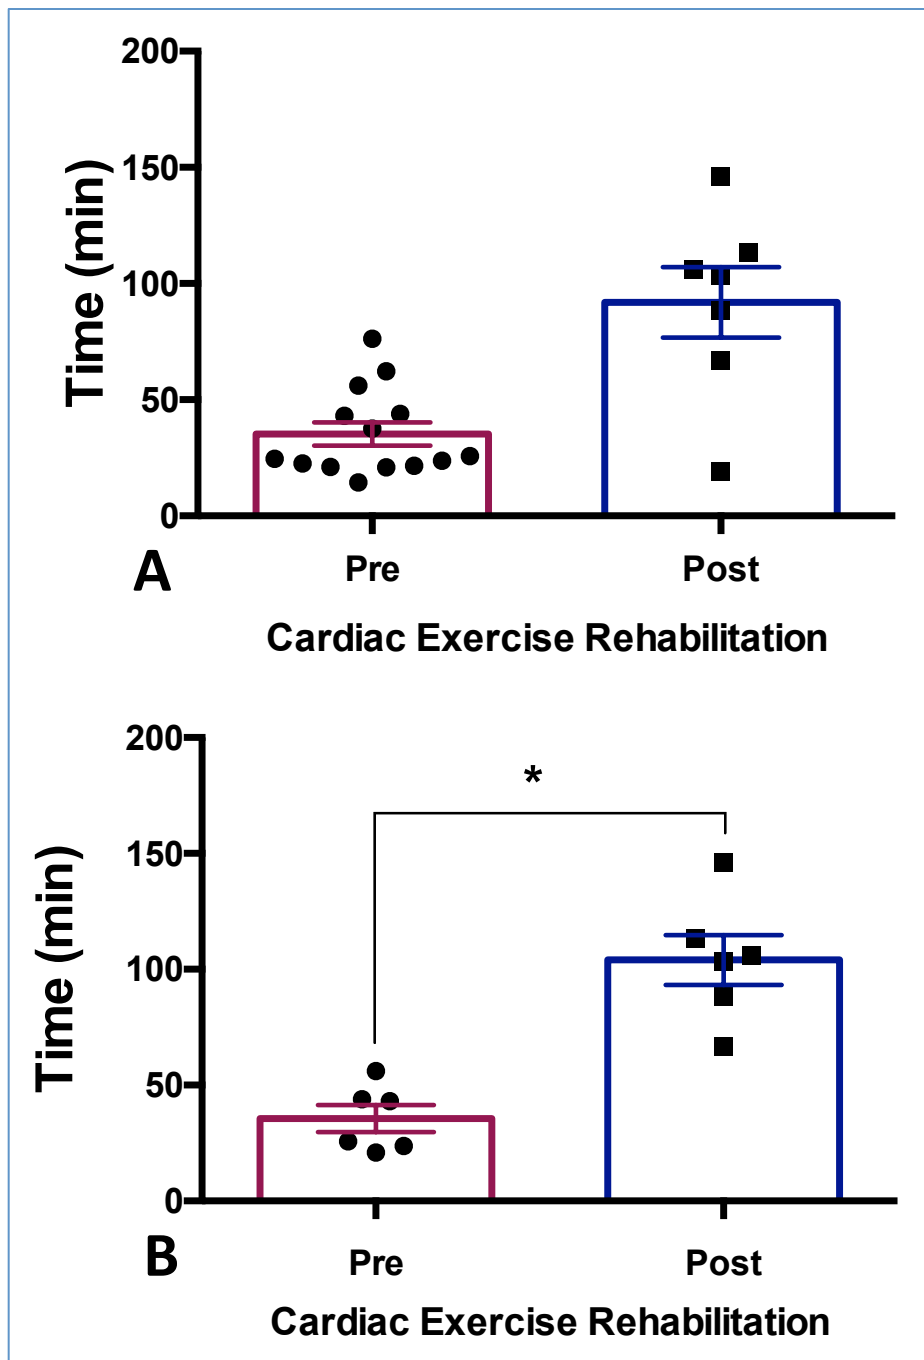 200
150
100
50
0
Time (min)
Pre Post
A
Cardiac Exercise Rehabilitation
200
150
100
50
0
Time (min)
*
Pre Post
B
Cardiac Exercise Rehabilitation